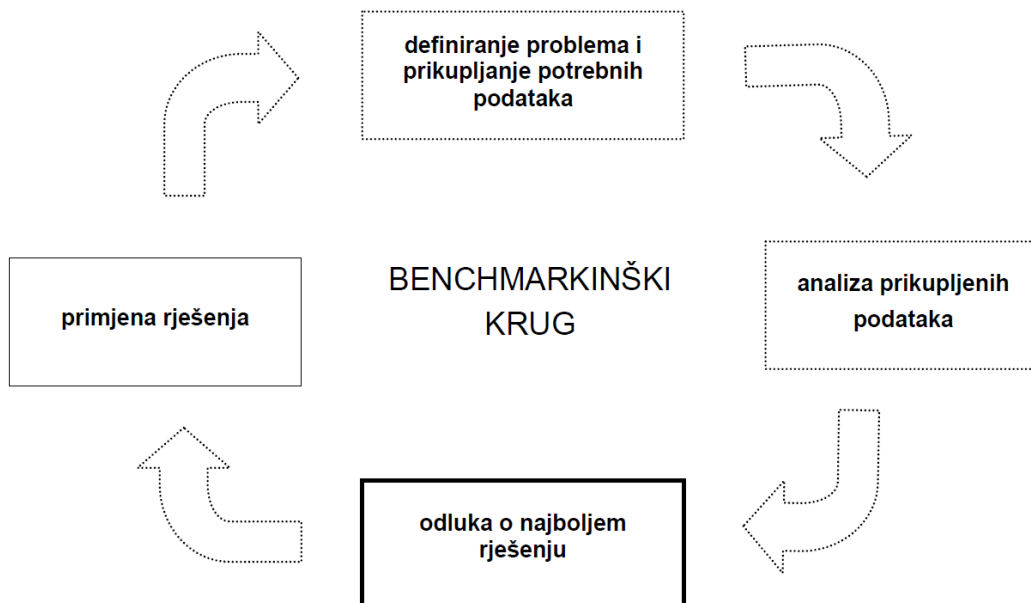 definiranje problema i
prikupljanje potrebnih
podataka
BENCHMARKINŠKI
KRUG
analiza prikupljenih
podataka
primjena rješenja
odluka o najboljem
rješenju